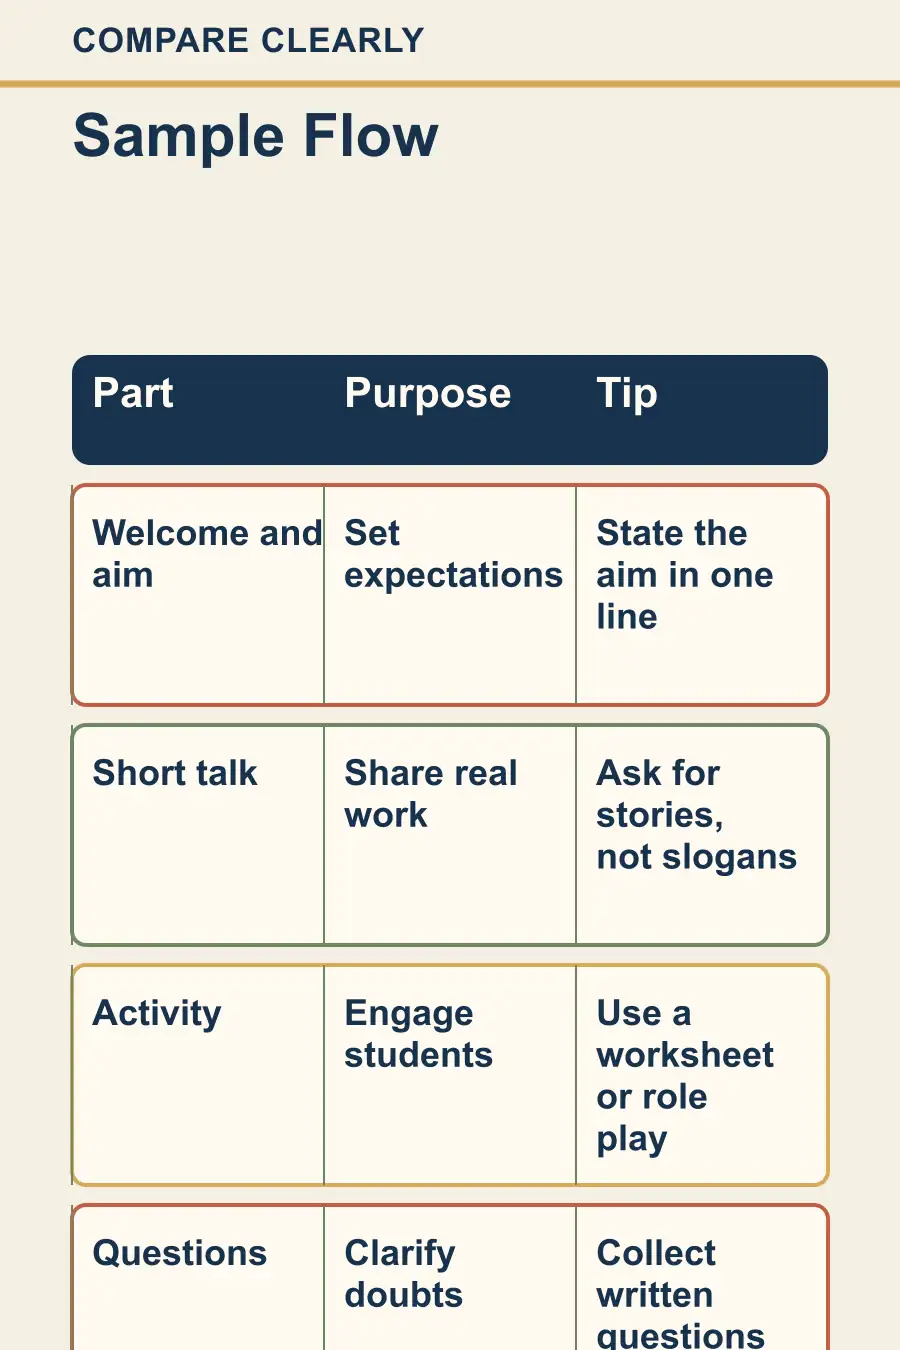 COMPARE CLEARLY
Sample Flow
Part Purpose Tip
Welcome and
aim
Set
expectations
State the
aim in one
line
Short talk
Share real
work
Ask for
stories,
not slogans
Activity
Engage
students
Use a
worksheet
or role
play
Questions
Clarify
doubts
Collect
written
questions